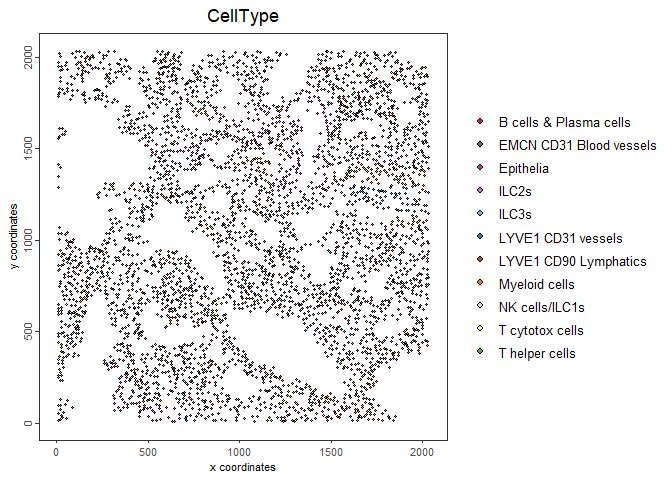 CellType
2000
1500
1000
500
0
y coordinates
0
500
1000
1500
2000
x coordinates
B cells & Plasma cells
EMCN CD31 Blood vessels
Epithelia
ILC2s
ILC3s
LYVE1 CD31 vessels
LYVE1 CD90 Lymphatics
Myeloid cells
NK cells/ILC1s
T cytotox cells
T helper cells